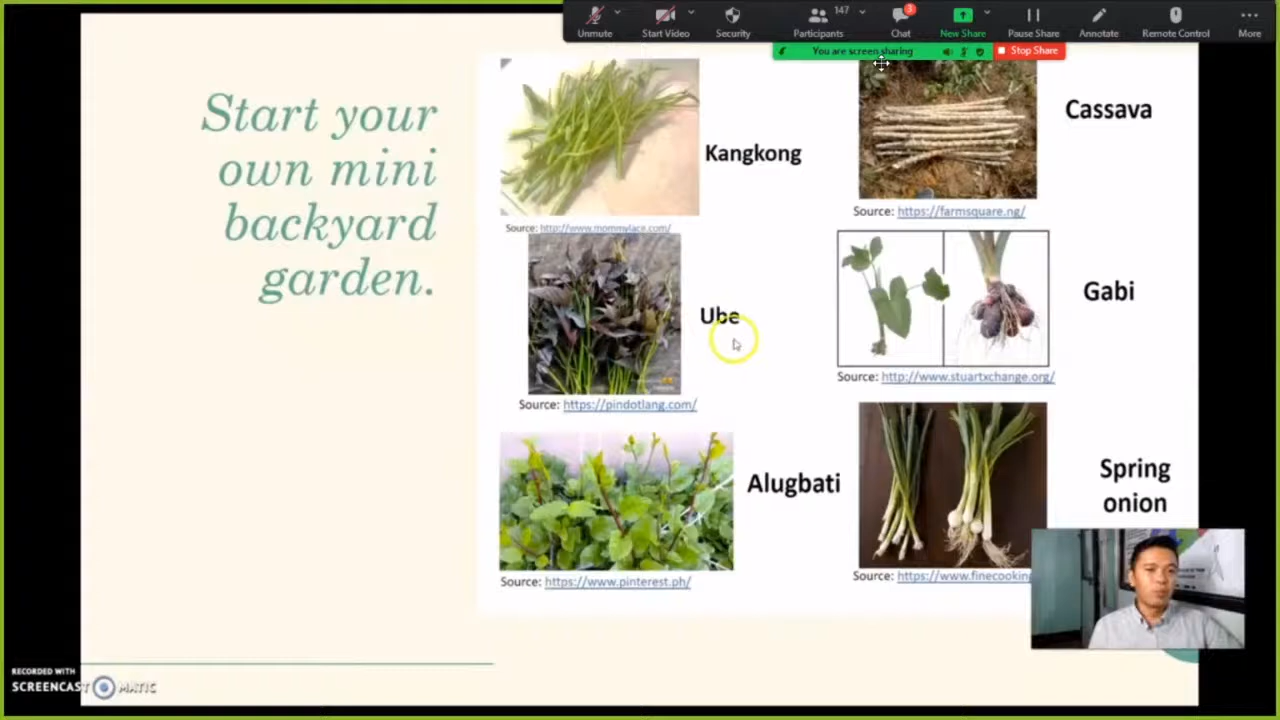 147
3
Unmute
Start Video
Security
Participants
Chat
New Share
Pause Share
Annotate
Remote Control
More
You are screen sharing
Stop Share
Start your
own mini
backyard
garden.
Kangkong
Source: http://www.mommylace.com/
Cassava
Source: https://farmsquare.ng/
Ube
Source: https://pindotlang.com/
Gabi
Source: http://www.stuartxchange.org/
Alugbati
Source: https://www.pinterest.ph/
Spring
onion
Source: https://www.finecooking
RECORDED WITH
SCREENCAST MATIC